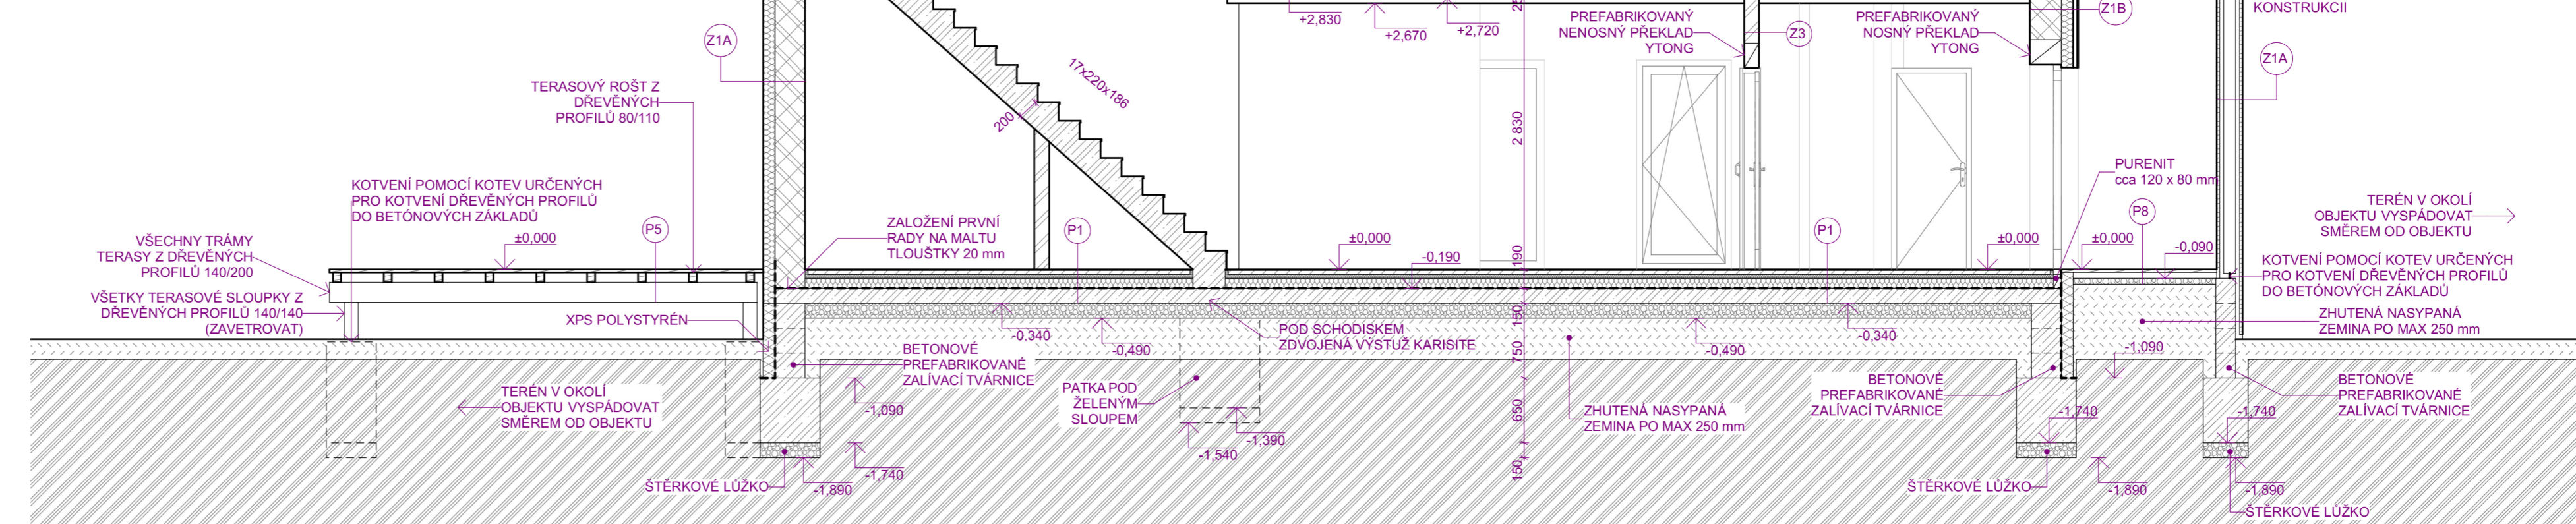 +2,830
+2,670
+2,720
PREFABRIKOVANÝ
NENOSNÝ PŘEKLAD
YTONG
Z3
PREFABRIKOVANÝ
NOSNÝ PŘEKLAD
YTONG
Z1B
KONSTRUKCII
Z1A
Z1A
TERASOVÝ ROŠT Z
DŘEVĚNÝCH
PROFILŮ 80/110
17x220x186
200
2 830
PURENIT
cca 120 x 80 mm
KOTVENÍ POMOCÍ KOTEV URČENÝCH
PRO KOTVENÍ DŘEVĚNÝCH PROFILŮ
DO BETÓNOVÝCH ZÁKLADŮ
TERÉN V OKOLÍ
OBJEKTU VYSPÁDOVAT
SMĚREM OD OBJEKTU
VŠECHNY TRÁMY
TERASY Z DŘEVĚNÝCH
PROFILŮ 140/200
±0,000
P5
ZALOŽENÍ PRVNÍ
RADY NA MALTU
TLOUŠTKY 20 mm
P1
±0,000
-0,190
190
P1
±0,000
±0,000
P8
-0,090
KOTVENÍ POMOCÍ KOTEV URČENÝCH
PRO KOTVENÍ DŘEVĚNÝCH PROFILŮ
DO BETÓNOVÝCH ZÁKLADŮ
VŠETKY TERASOVÉ SLOUPKY Z
DŘEVĚNÝCH PROFILŮ 140/140
(ZAVETROVAT)
XPS POLYSTYRÉN
-0,340
-0,490
POD SCHODISKEM
ZDVOJENÁ VÝSTUŽ KARISITE
150
750
-0,490
-0,340
ZHUTENÁ NASYPANÁ
ZEMINA PO MAX 250 mm
-1,090
BETONOVÉ
PREFABRIKOVANÉ
ZALÍVACÍ TVÁRNICE
TERÉN V OKOLÍ
OBJEKTU VYSPÁDOVAT
SMĚREM OD OBJEKTU
-1,090
PATKA POD
ŽELENÝM
SLOUPEM
-1,390
-1,540
650
ZHUTENÁ NASYPANÁ
ZEMINA PO MAX 250 mm
BETONOVÉ
PREFABRIKOVANÉ
ZALÍVACÍ TVÁRNICE
-1,740
-1,740
BETONOVÉ
PREFABRIKOVANÉ
ZALÍVACÍ TVÁRNICE
ŠTĚRKOVÉ LŮŽKO
-1,890
-1,740
150
ŠTĚRKOVÉ LŮŽKO
-1,890
-1,890
ŠTĚRKOVÉ LŮŽKO